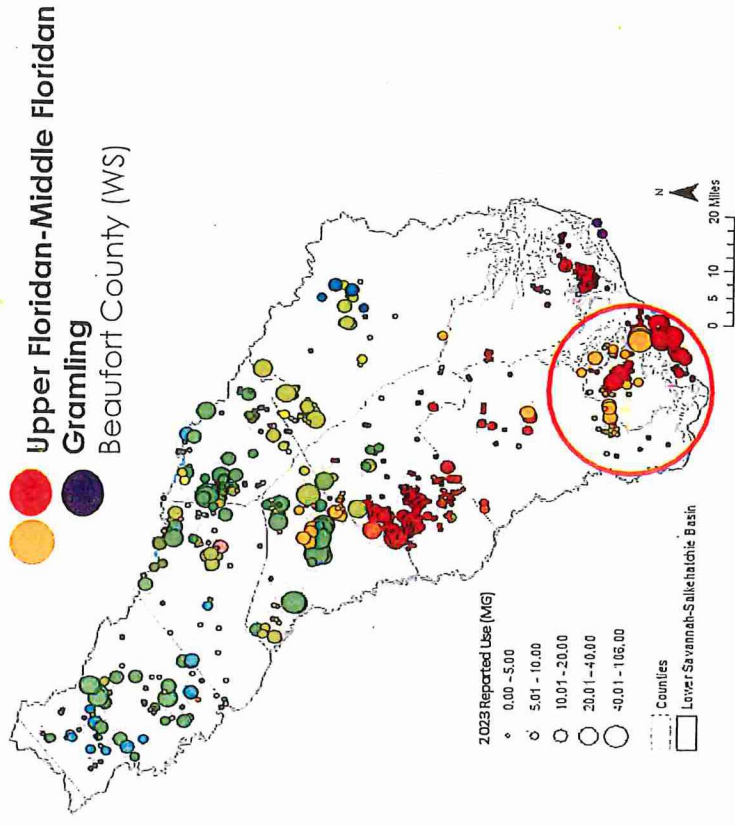 Upper Floridan-Middle Floridan
Gramling
Beaufort County (WS)
N
0 5 10 20 Miles
2023 Reported Use (MG)
0.00 - 5.00
5.01 - 10.00
10.01 - 20.00
20.01 - 40.00
40.01 - 106.00
Counties
Lower Savannah-Salkehatchie Basin